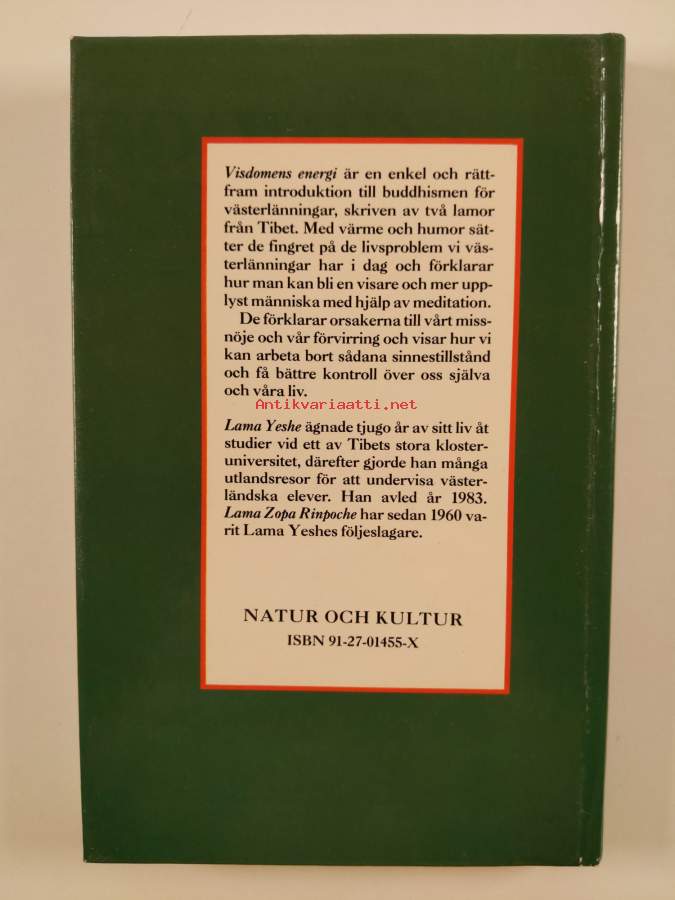 Visdomens energi är en enkel och rätt-
fram introduktion till buddhismen för
västerlänningar, skriven av två lamor
från Tibet. Med värme och humor sät-
ter de fingret på de livsproblem vi väs-
terlänningar har i dag och förklarar
hur man kan bli en visare och mer upp-
lyst människa med hjälp av meditation.
De förklarar orsakerna till vårt miss-
nöje och vår förvirring och visar hur vi
kan arbeta bort sådana sinnestillstånd
och få bättre kontroll över oss själva
och våra liv.
Antikvariaatti.net
Lama Yeshe ägnade tjugo år av sitt liv åt
studier vid ett av Tibets stora kloster-
universitet, därefter gjorde han många
utlandsresor för att undervisa väster-
ländska elever. Han avled år 1983.
Lama Zopa Rinpoche har sedan 1960 va-
rit Lama Yeshes följeslagare.
NATUR OCH KULTUR
ISBN 91-27-01455-X